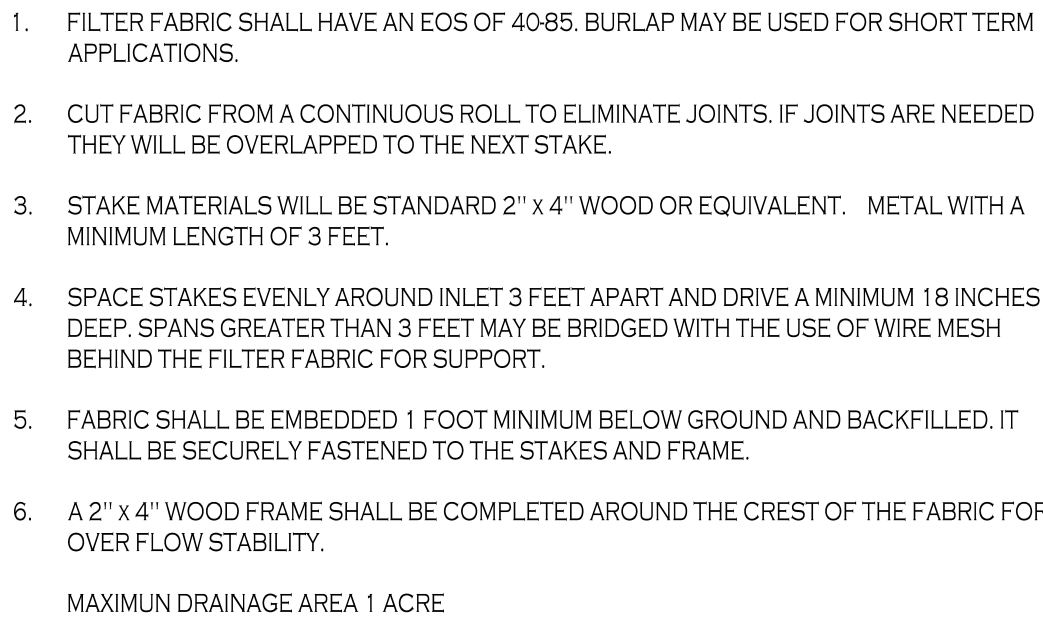 1. FILTER FABRIC SHALL HAVE AN EOS OF 40-85. BURLAP MAY BE USED FOR SHORT TERM
APPLICATIONS.
2. CUT FABRIC FROM A CONTINUOUS ROLL TO ELIMINATE JOINTS. IF JOINTS ARE NEEDED
THEY WILL BE OVERLAPPED TO THE NEXT STAKE.
3. STAKE MATERIALS WILL BE STANDARD 2" x 4" WOOD OR EQUIVALENT. METAL WITH A
MINIMUM LENGTH OF 3 FEET.
4. SPACE STAKES EVENLY AROUND INLET 3 FEET APART AND DRIVE A MINIMUM 18 INCHES
DEEP. SPANS GREATER THAN 3 FEET MAY BE BRIDGED WITH THE USE OF WIRE MESH
BEHIND THE FILTER FABRIC FOR SUPPORT.
5. FABRIC SHALL BE EMBEDDED 1 FOOT MINIMUM BELOW GROUND AND BACKFILLED. IT
SHALL BE SECURELY FASTENED TO THE STAKES AND FRAME.
6. A 2" x 4" WOOD FRAME SHALL BE COMPLETED AROUND THE CREST OF THE FABRIC FOR
OVER FLOW STABILITY.
MAXIMUN DRAINAGE AREA 1 ACRE